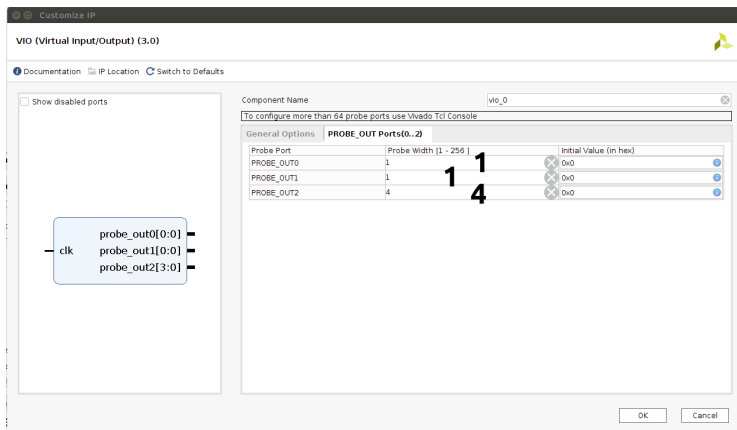 Customize IP
VIO (Virtual Input/Output) (3.0)
Documentation IP Location Switch to Defaults
Show disabled ports
clk
probe_out0[0:0]
probe_out1[0:0]
probe_out2[3:0]
Component Name vio_0
To configure more than 64 probe ports use Vivado Tcl Console
General Options PROBE_OUT Ports(0..2)
Probe Port Probe Width [1 - 256 ] Initial Value (in hex)
PROBE_OUT0 1 1 0x0
PROBE_OUT1 1 1 0x0
PROBE_OUT2 4 4 0x0
OK Cancel